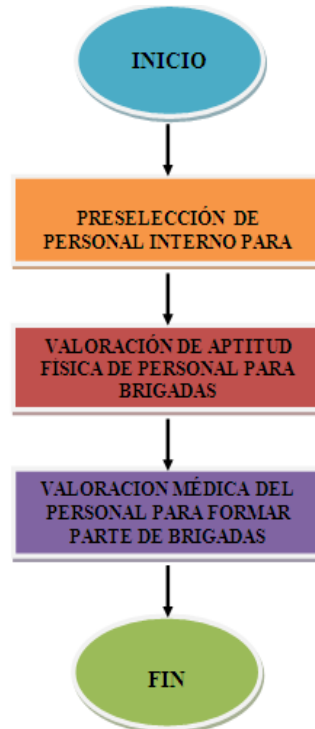 INICIO
PRESELECCIÓN DE
PERSONAL INTERNO PARA
VALORACIÓN DE APTITUD
FÍSICA DE PERSONAL PARA
BRIGADAS
VALORACION MÉDICA DEL
PERSONAL PARA FORMAR
PARTE DE BRIGADAS
FIN